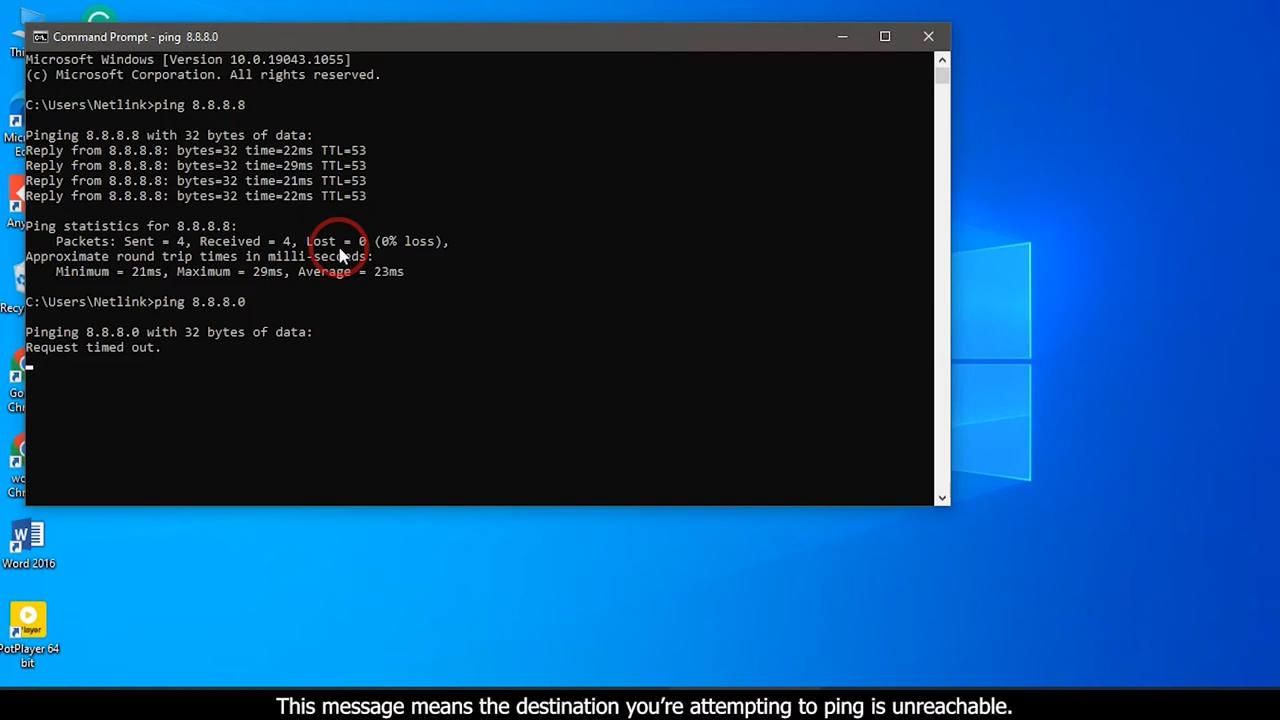 Command Prompt - ping 8.8.8.0
Microsoft Windows [Version 10.0.19043.1055]
(c) Microsoft Corporation. All rights reserved.
C:\Users\Netlink>ping 8.8.8.8
Pinging 8.8.8.8 with 32 bytes of data:
Reply from 8.8.8.8: bytes=32 time=22ms TTL=53
Reply from 8.8.8.8: bytes=32 time=29ms TTL=53
Reply from 8.8.8.8: bytes=32 time=21ms TTL=53
Reply from 8.8.8.8: bytes=32 time=22ms TTL=53
Ping statistics for 8.8.8.8:
Packets: Sent = 4, Received = 4, Lost = 0 (0% loss),
Approximate round trip times in milli-seconds:
Minimum = 21ms, Maximum = 29ms, Average = 23ms
C:\Users\Netlink>ping 8.8.8.0
Pinging 8.8.8.0 with 32 bytes of data:
Request timed out.
Word 2016
PotPlayer 64
bit
This message means the destination you’re attempting to ping is unreachable.